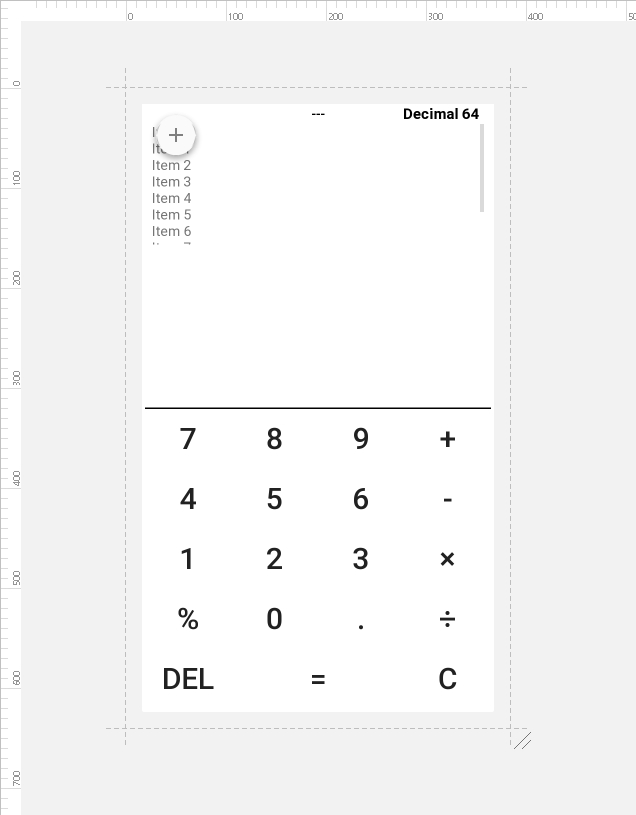 0 100 200 300 400
0
100
200
300
400
500
600
700
--- Decimal 64
+
Item 2
Item 3
Item 4
Item 5
Item 6
7 8 9 +
4 5 6 -
1 2 3 ×
% 0 . ÷
DEL = C